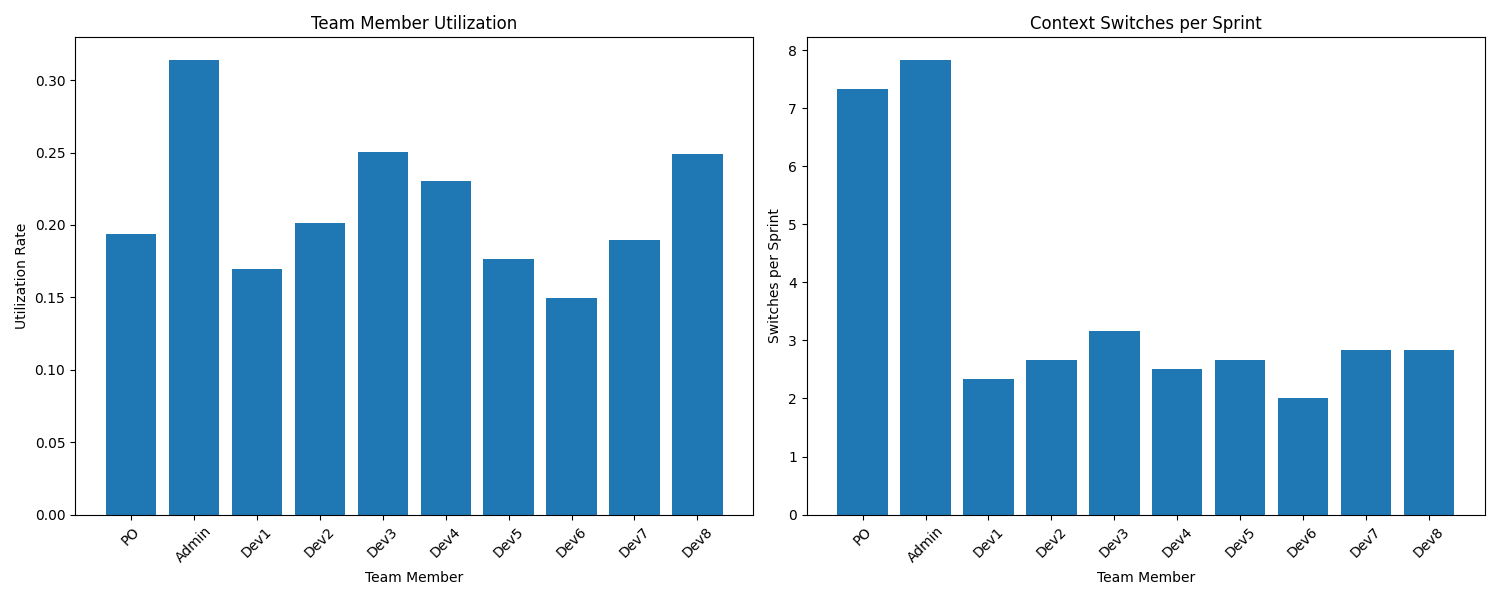 Team Member Utilization
Utilization Rate
0.30
0.25
0.20
0.15
0.10
0.05
0.00
PO
Admin
Dev1
Dev2
Dev3
Dev4
Dev5
Dev6
Dev7
Dev8
Team Member
Context Switches per Sprint
Switches per Sprint
8
7
6
5
4
3
2
1
0
PO
Admin
Dev1
Dev2
Dev3
Dev4
Dev5
Dev6
Dev7
Dev8
Team Member